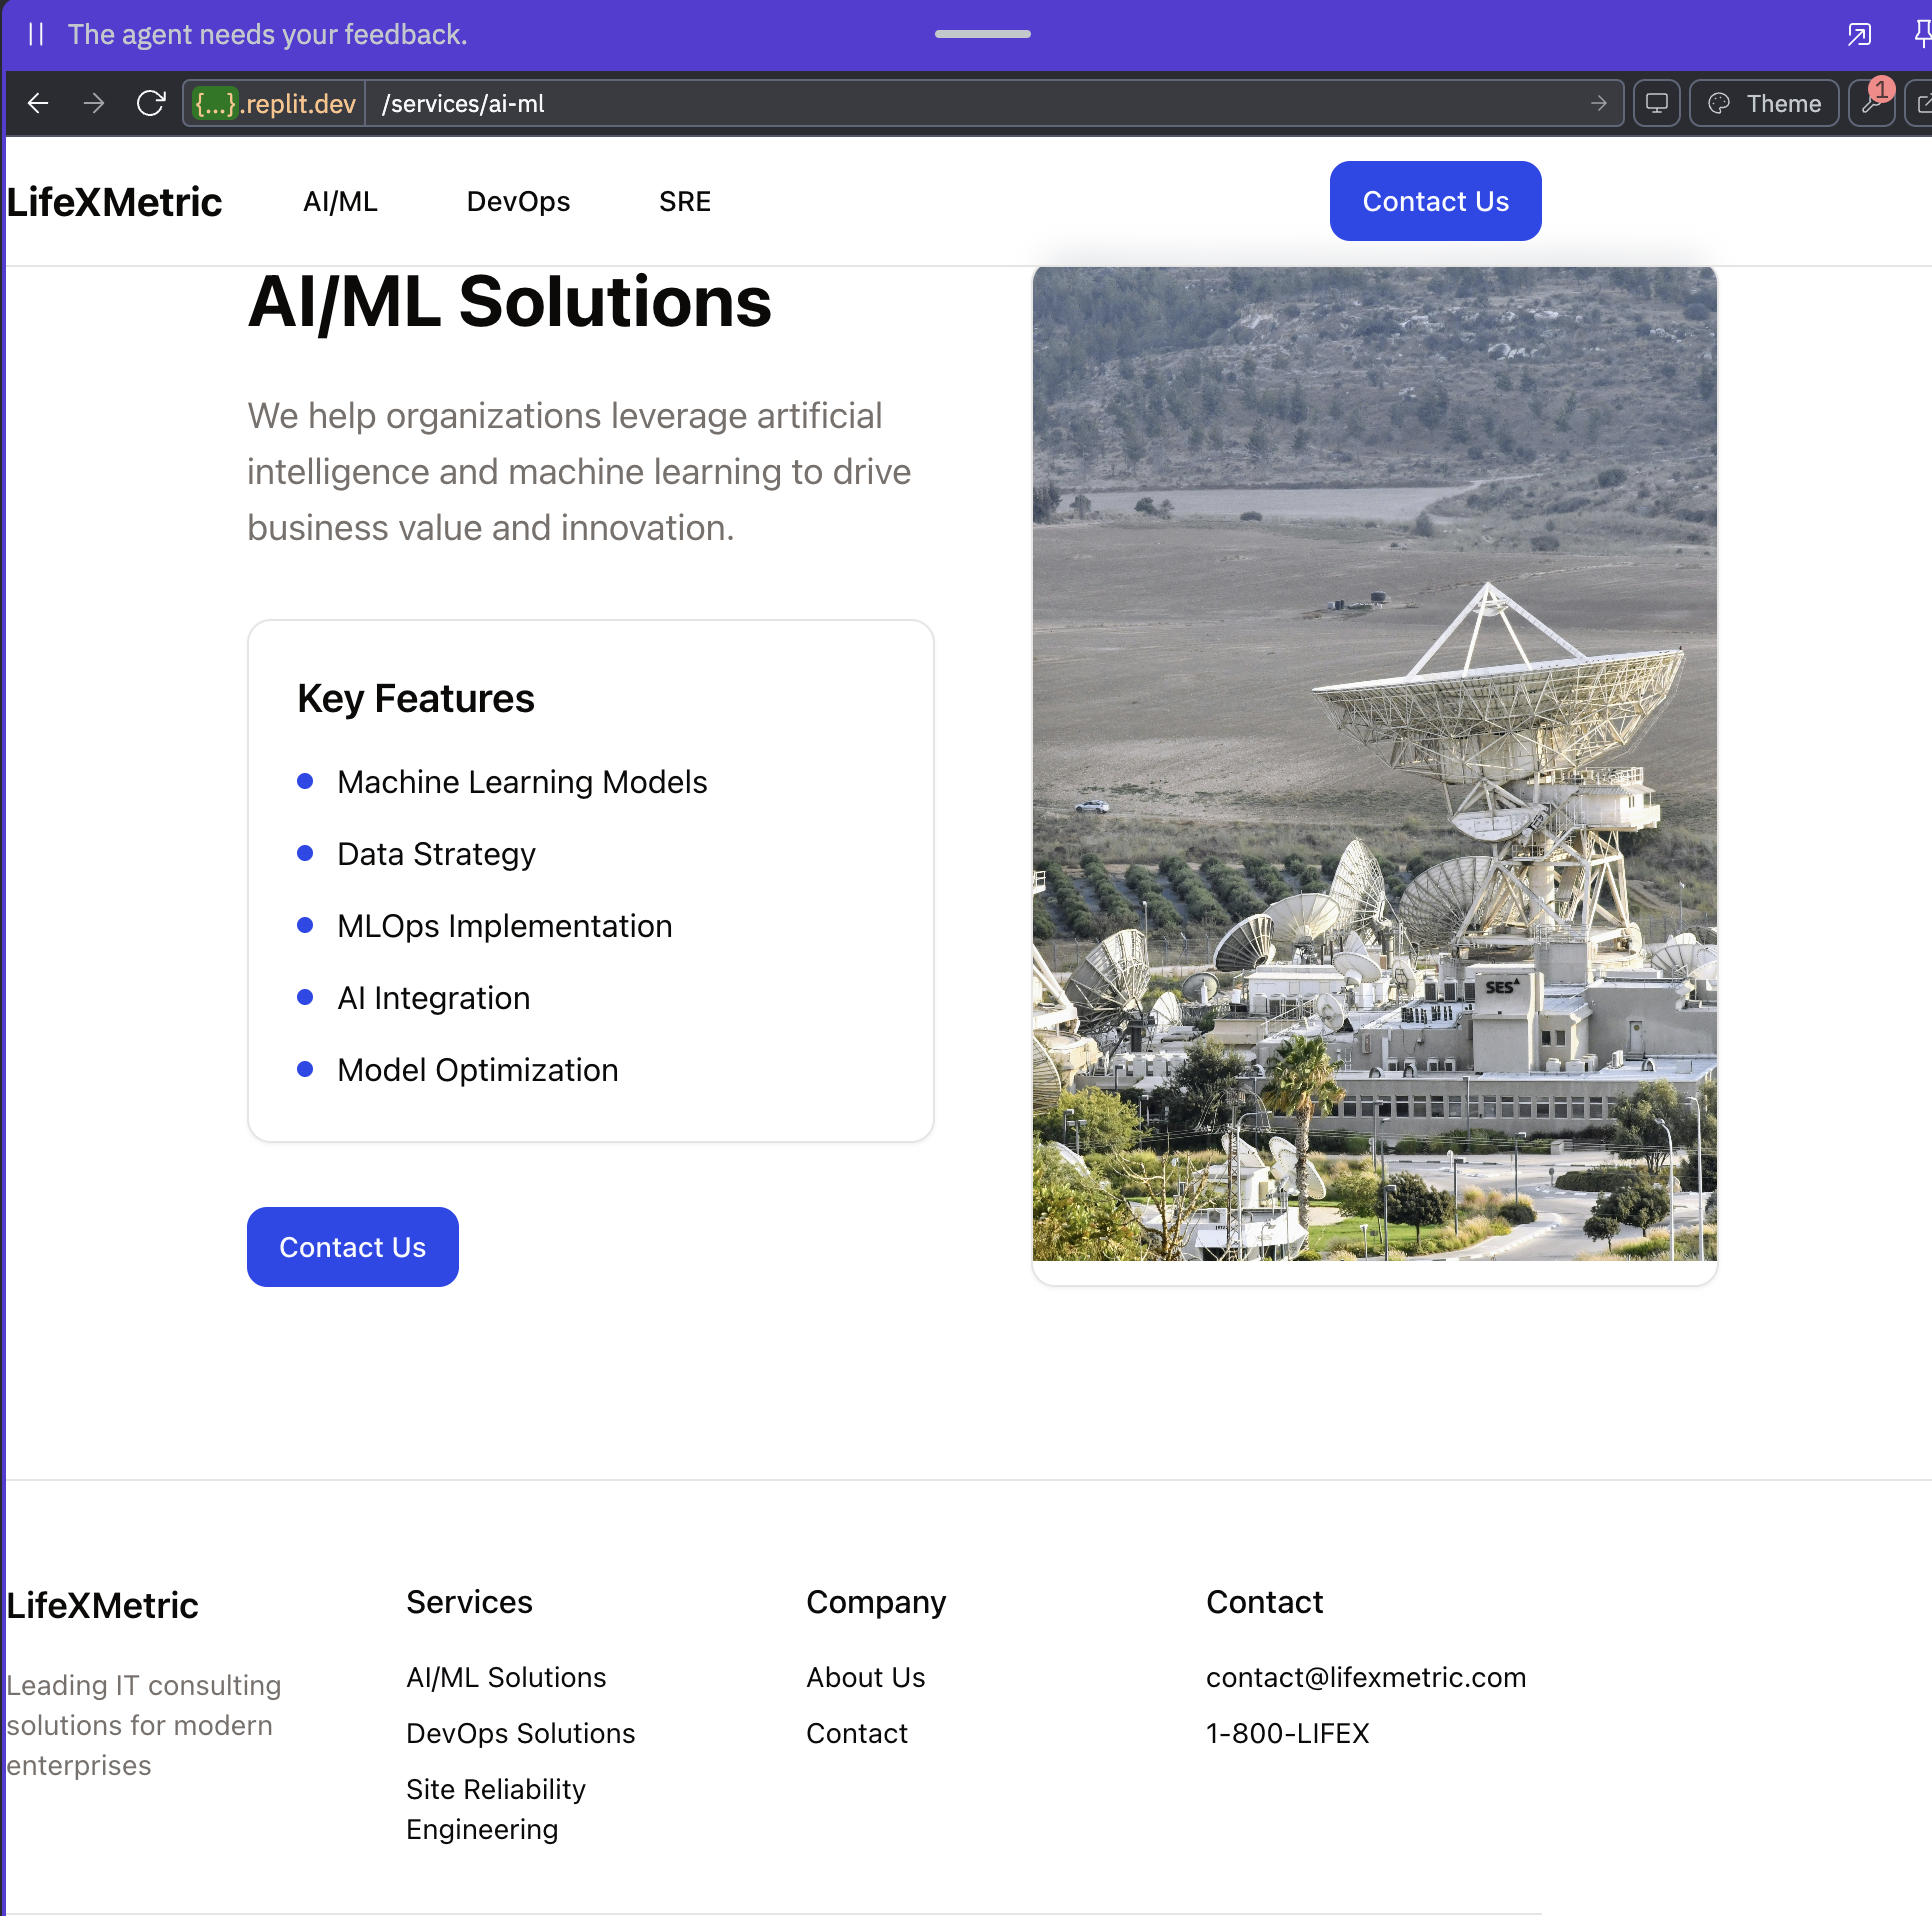 The agent needs your feedback.
{...}.replit.dev /services/ai-ml Theme 1
LifeXMetric AI/ML DevOps SRE Contact Us
AI/ML Solutions
We help organizations leverage artificial
intelligence and machine learning to drive
business value and innovation.
Key Features
Machine Learning Models
Data Strategy
MLOps Implementation
AI Integration
Model Optimization
Contact Us
SES
LifeXMetric
Leading IT consulting
solutions for modern
enterprises
Services
AI/ML Solutions
DevOps Solutions
Site Reliability
Engineering
Company
About Us
Contact
Contact
contact@lifexmetric.com
1-800-LIFEX